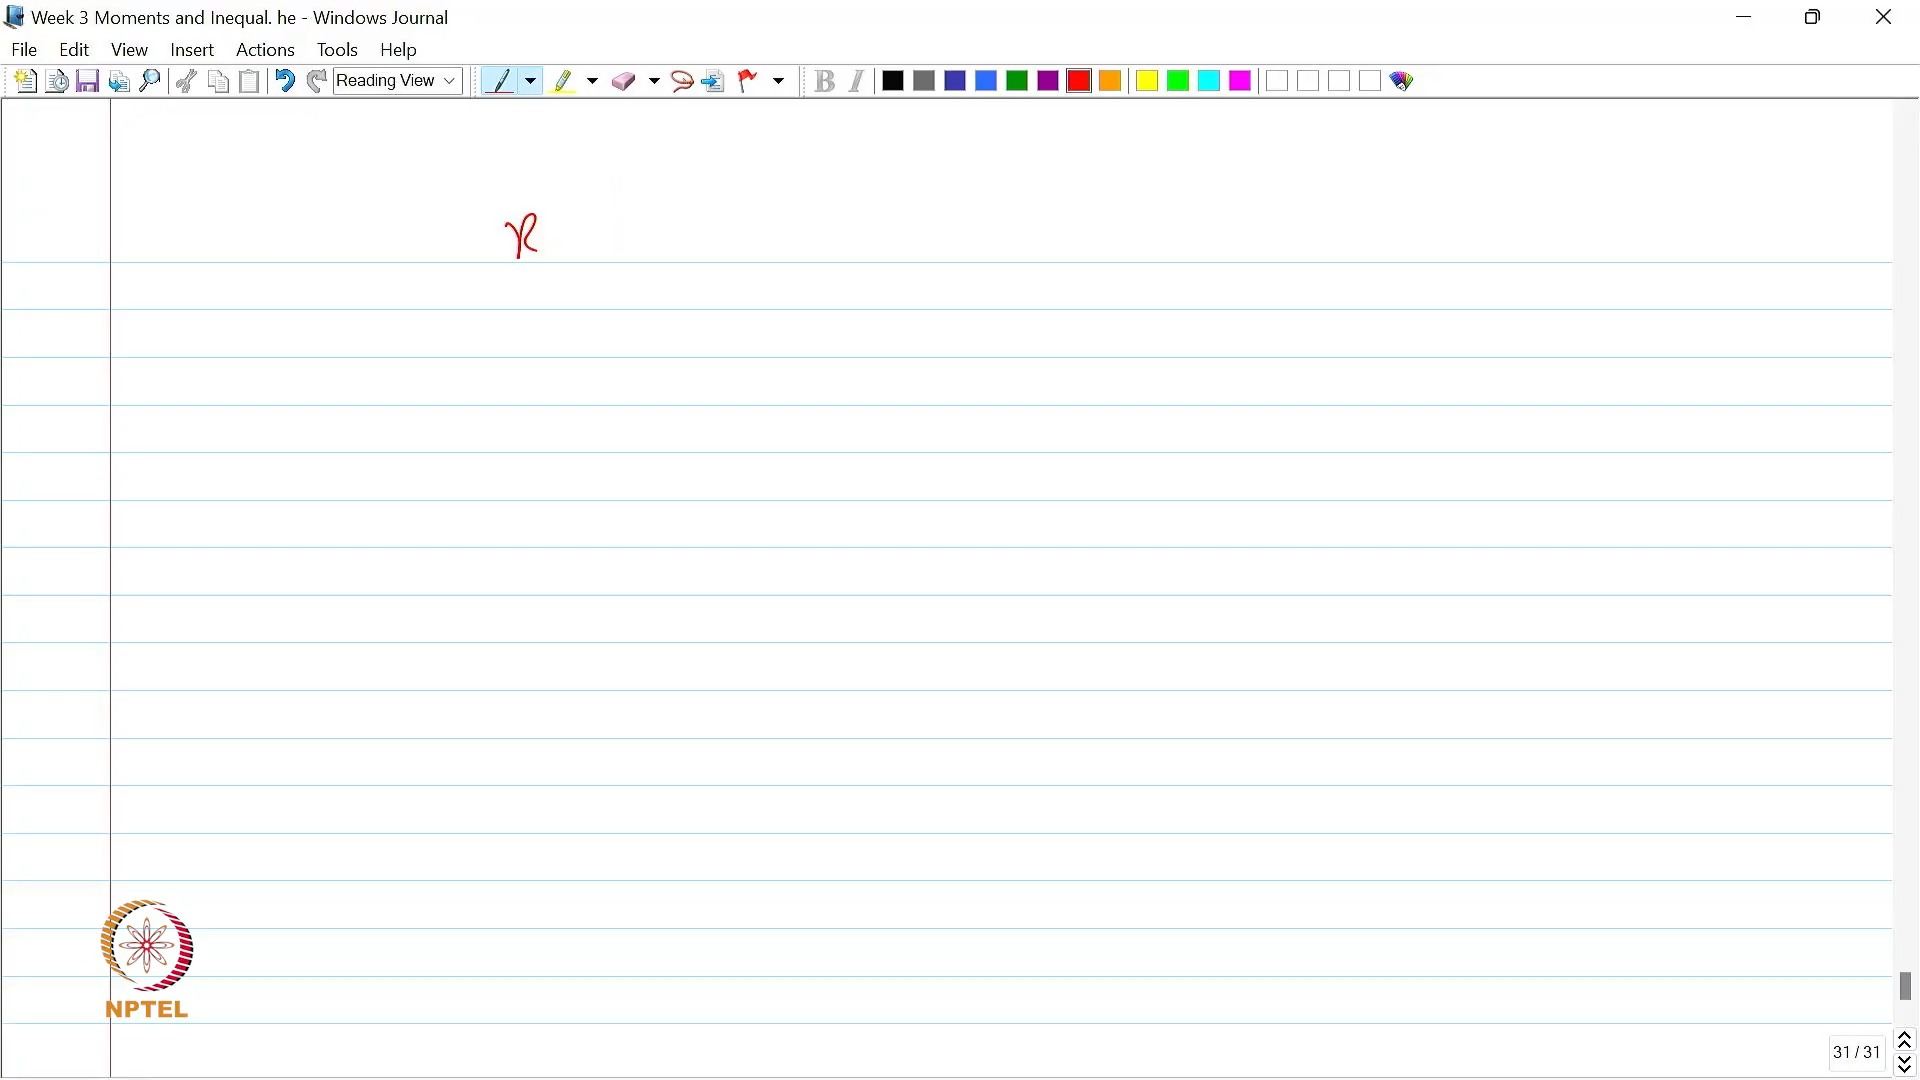 Week 3 Moments and Inequal. he - Windows Journal
File Edit View Insert Actions Tools Help
Reading View B I
R
NPTEL
31 / 31